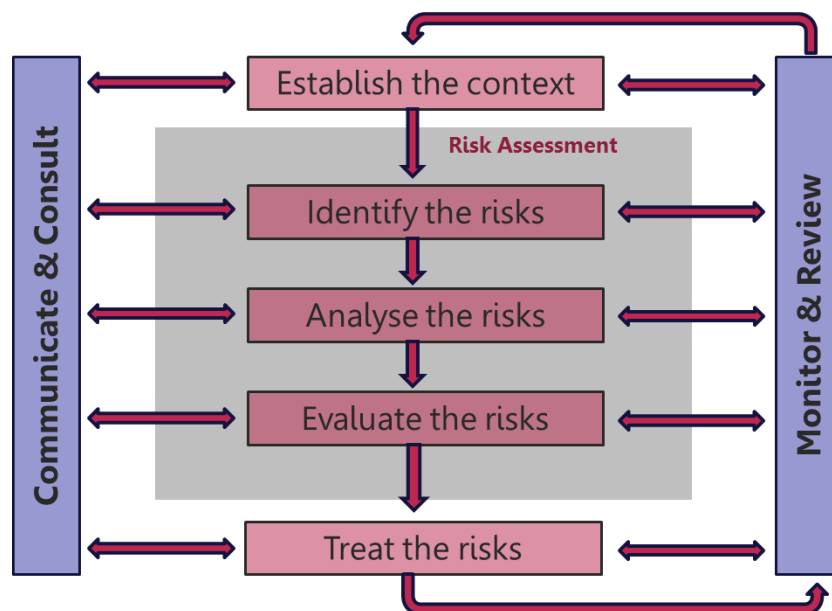 Establish the context
Risk Assessment
Identify the risks
Analyse the risks
Evaluate the risks
Treat the risks
Communicate & Consult
Monitor & Review